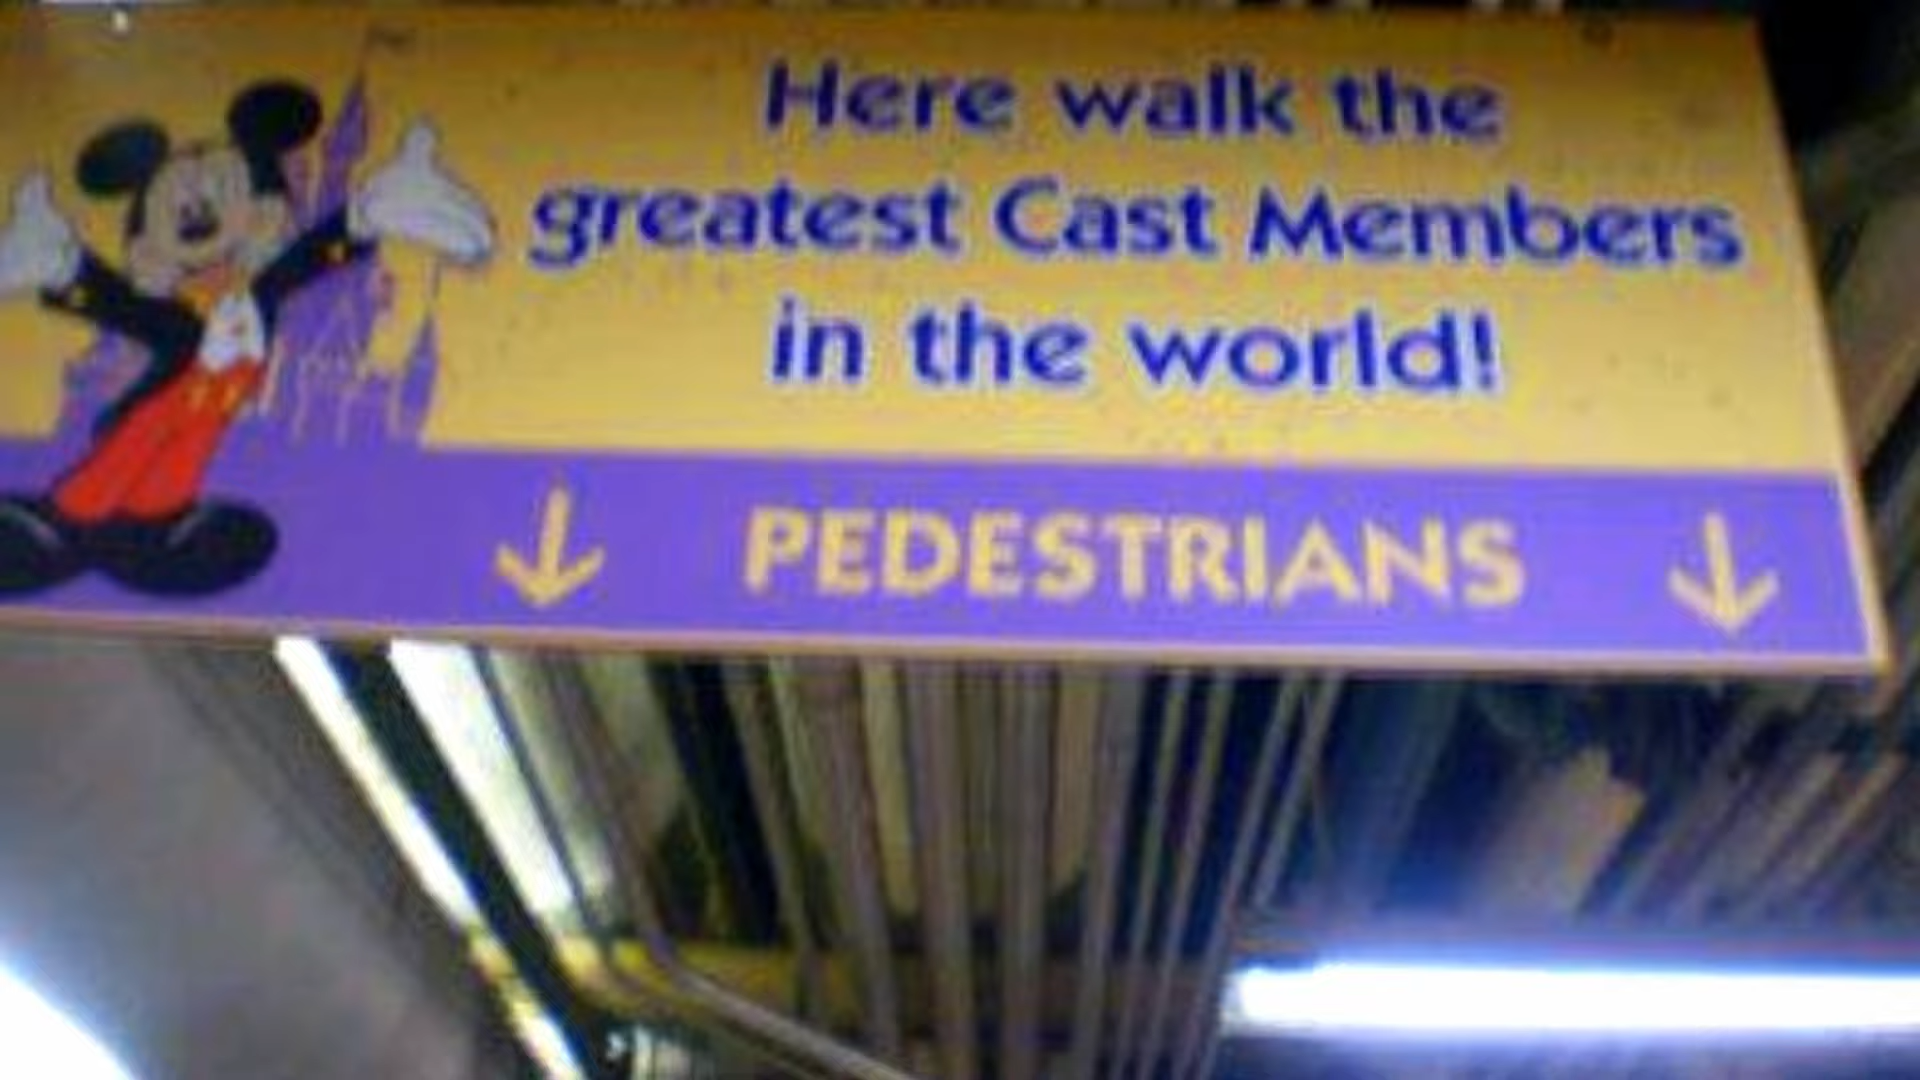 Here walk the
greatest Cast Members
in the world!
↓ PEDESTRIANS ↓